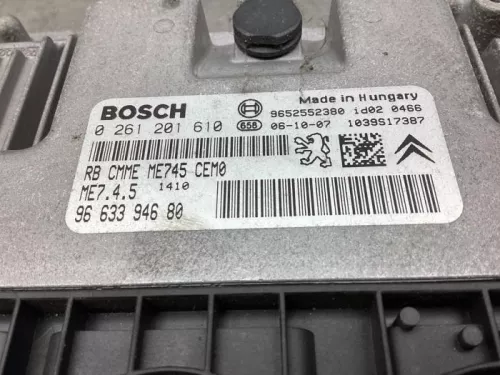 BOSCH
Made in Hungary
9652552380 id02 0466
0 261 201 610 658 06-10-07 1039S17387
RB CMME ME745 CEM0
ME7.4.5 1410
96 633 946 80